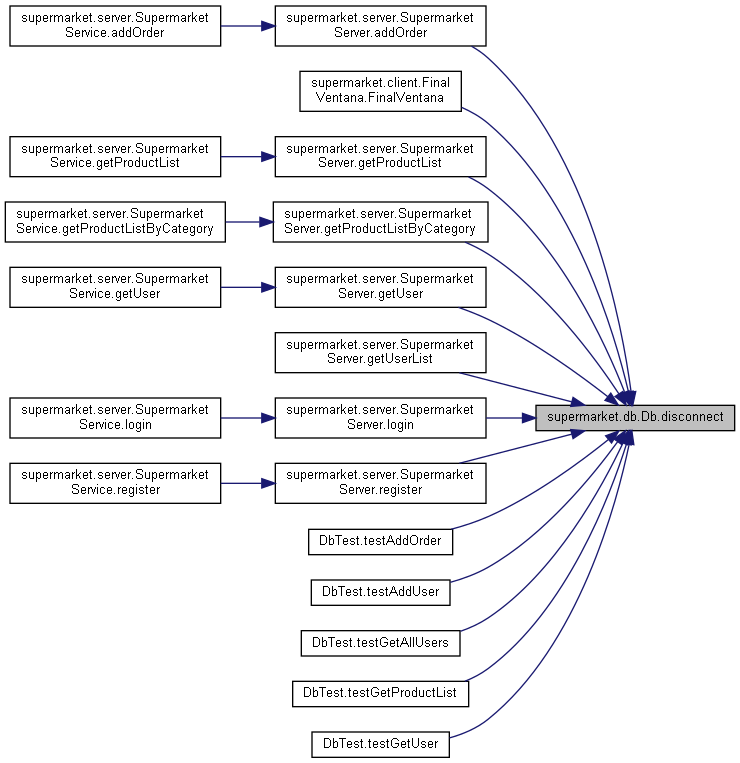 supermarket.server.Supermarket
Service.addOrder
supermarket.server.Supermarket
Server.addOrder
supermarket.client.Final
Ventana.FinalVentana
supermarket.server.Supermarket
Service.getProductList
supermarket.server.Supermarket
Server.getProductList
supermarket.server.Supermarket
Service.getProductListByCategory
supermarket.server.Supermarket
Server.getProductListByCategory
supermarket.server.Supermarket
Service.getUser
supermarket.server.Supermarket
Server.getUser
supermarket.server.Supermarket
Server.getUserList
supermarket.db.Db.disconnect
supermarket.server.Supermarket
Service.login
supermarket.server.Supermarket
Server.login
supermarket.server.Supermarket
Service.register
supermarket.server.Supermarket
Server.register
DbTest.testAddOrder
DbTest.testAddUser
DbTest.testGetAllUsers
DbTest.testGetProductList
DbTest.testGetUser